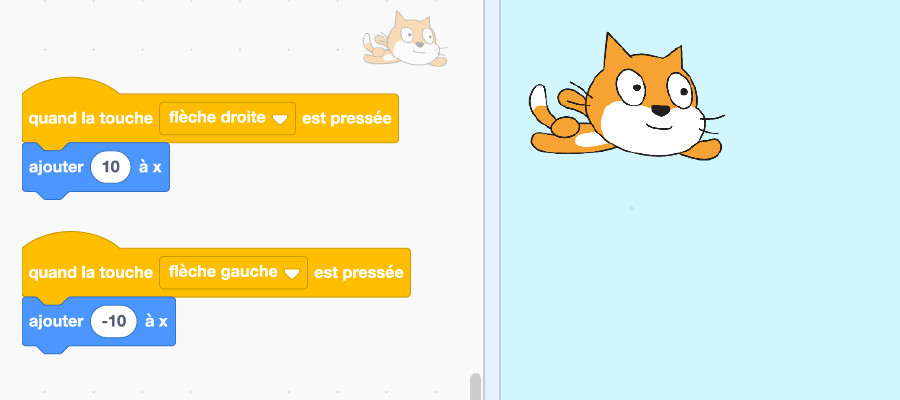 quand la touche flèche droite est pressée
ajouter 10 à x
quand la touche flèche gauche est pressée
ajouter -10 à x